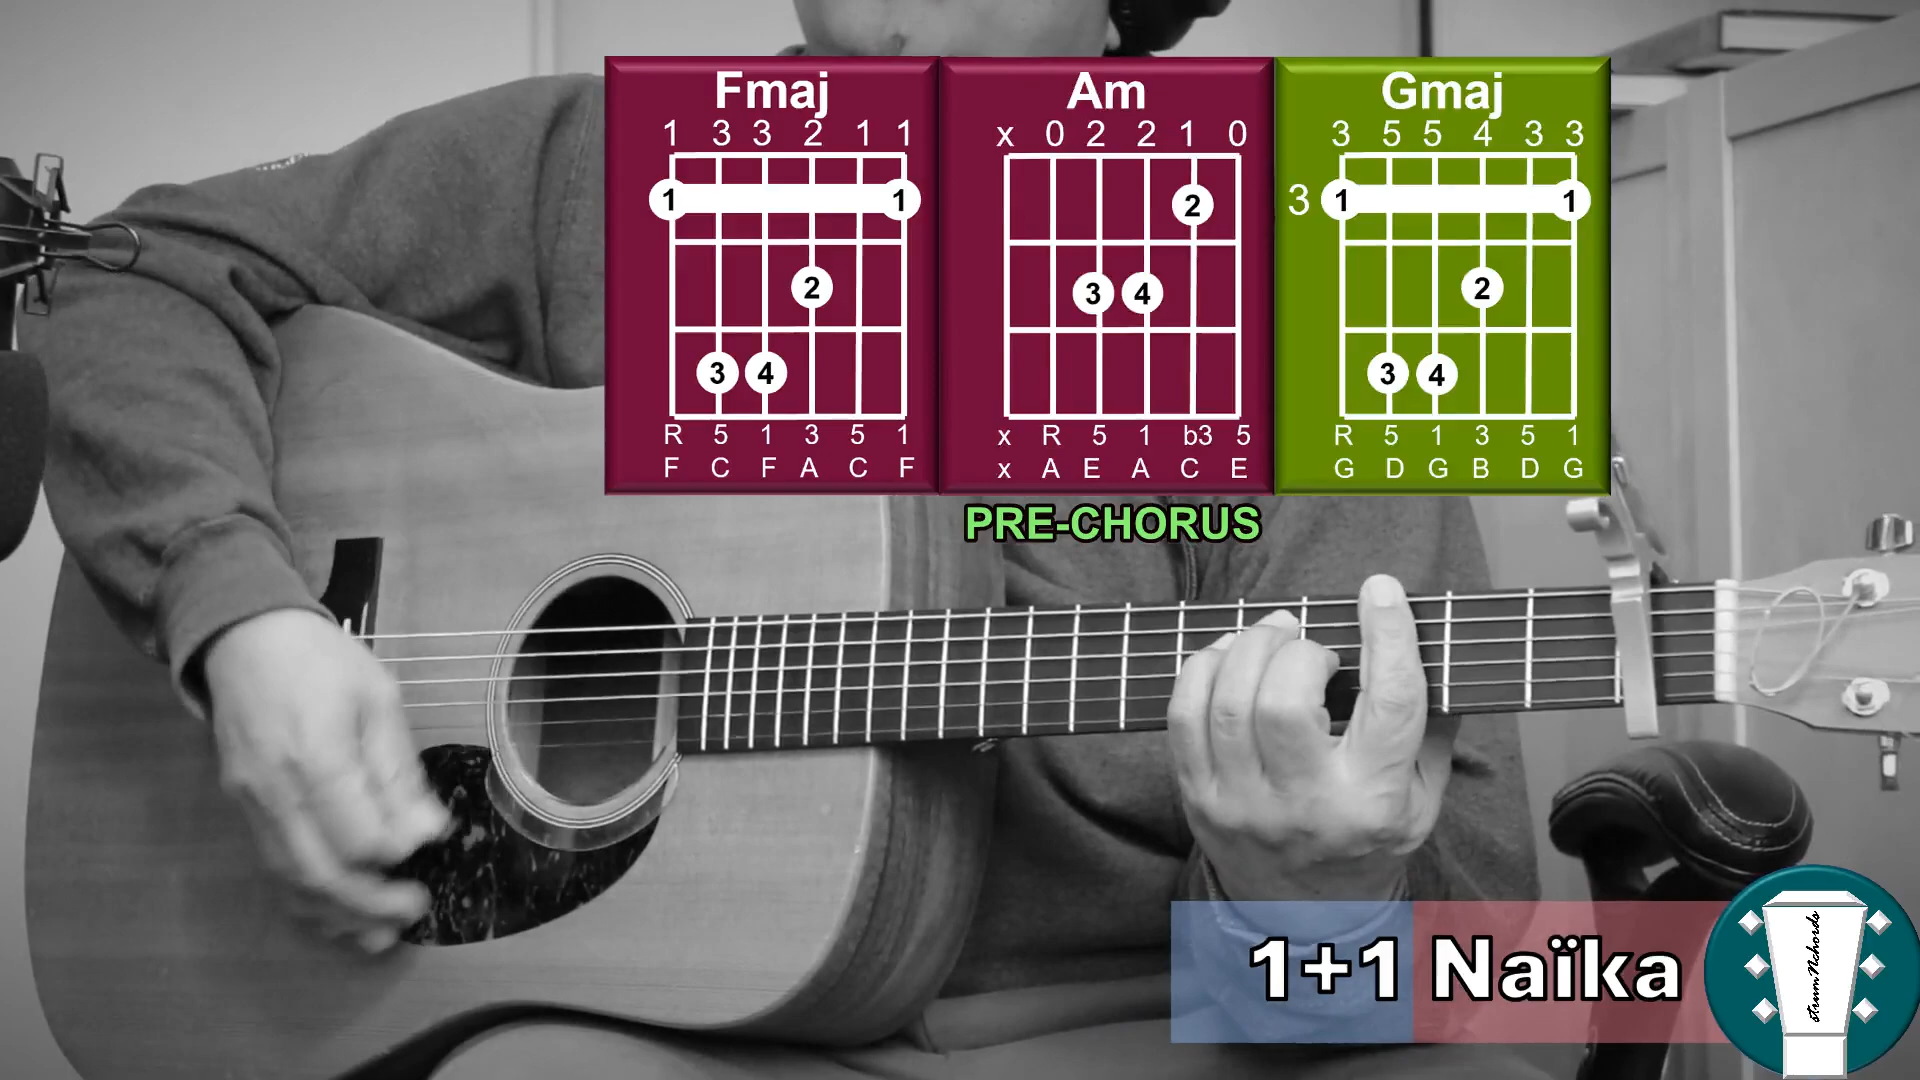 Fmaj
1 3 3 2 1 1
1 1
2
3 4
R 5 1 3 5 1
F C F A C F
Am
x 0 2 2 1 0
2
3 4
x R 5 1 b3 5
x A E A C E
Gmaj
3 5 5 4 3 3
3 1 1
2
3 4
R 5 1 3 5 1
G D G B D G
PRE-CHORUS
1+1 Naïka
strumNchords